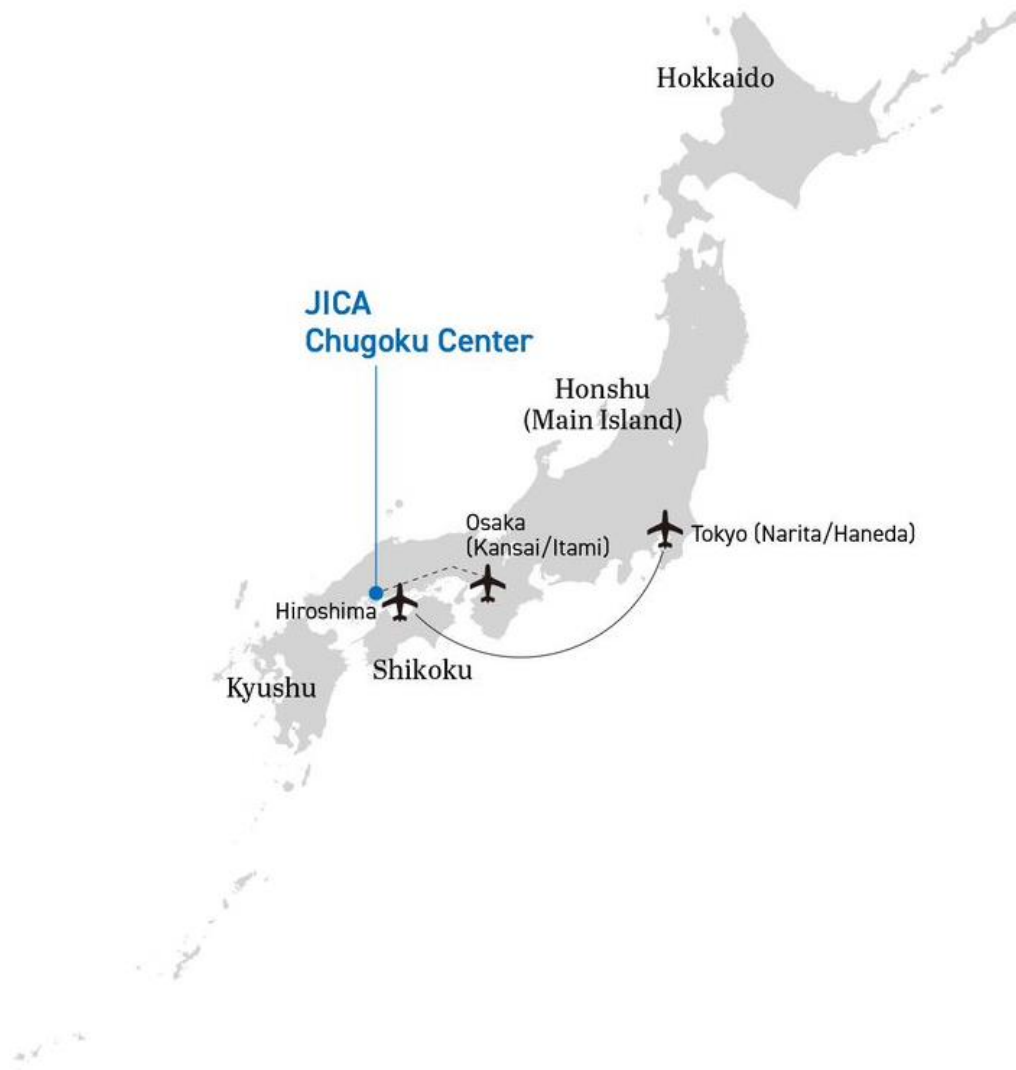 Hokkaido
JICA
Chugoku Center
Honshu
(Main Island)
Osaka
(Kansai/Itami)
Tokyo (Narita/Haneda)
Hiroshima
Shikoku
Kyushu